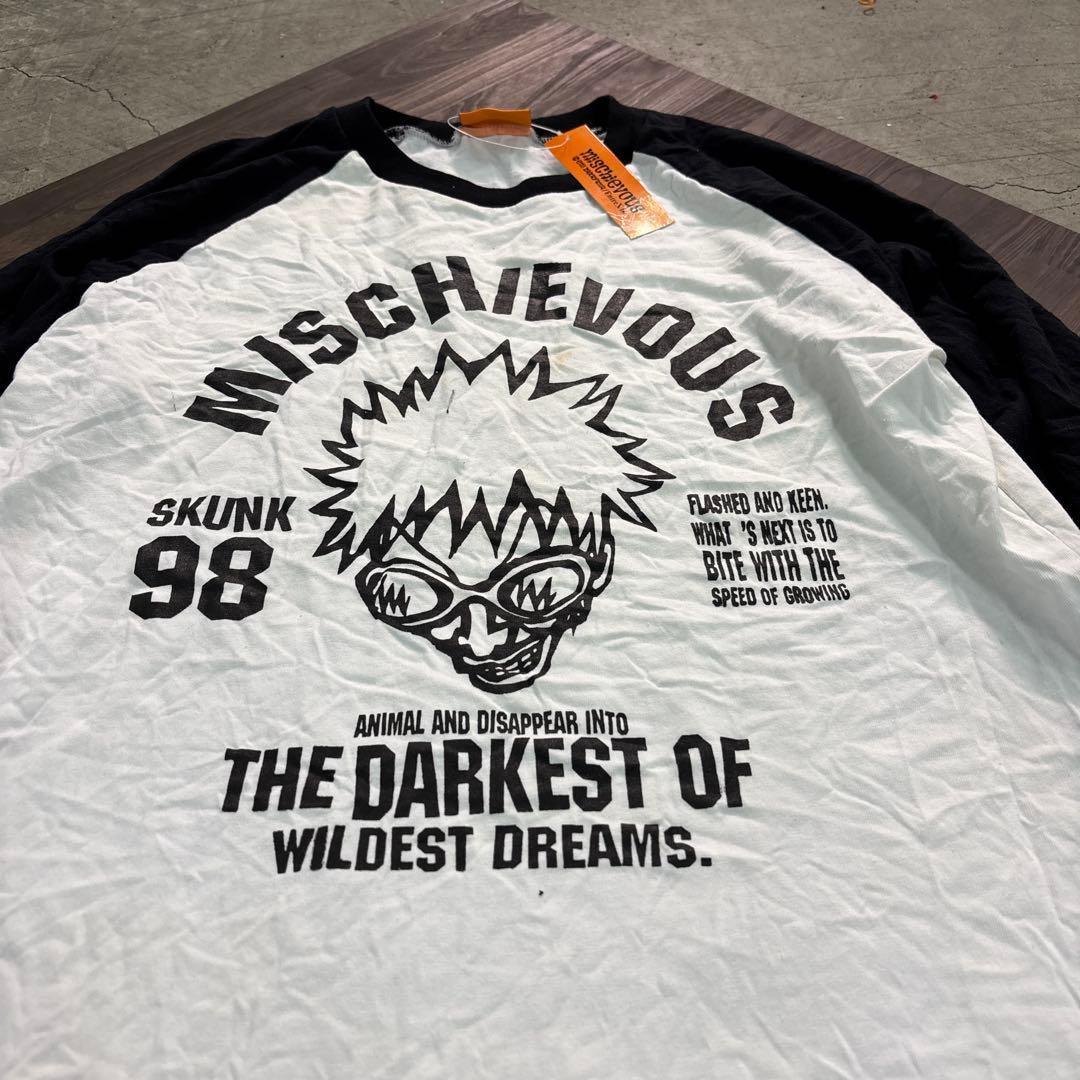 mischievous
MISCHiEVOUS
SKUNK
98
FLASHED AND KEEN.
WHAT 'S NEXT IS TO
BITE WITH THE
SPEED OF GROWING
ANIMAL AND DISAPPEAR INTO
THE DARKEST OF
WILDEST DREAMS.